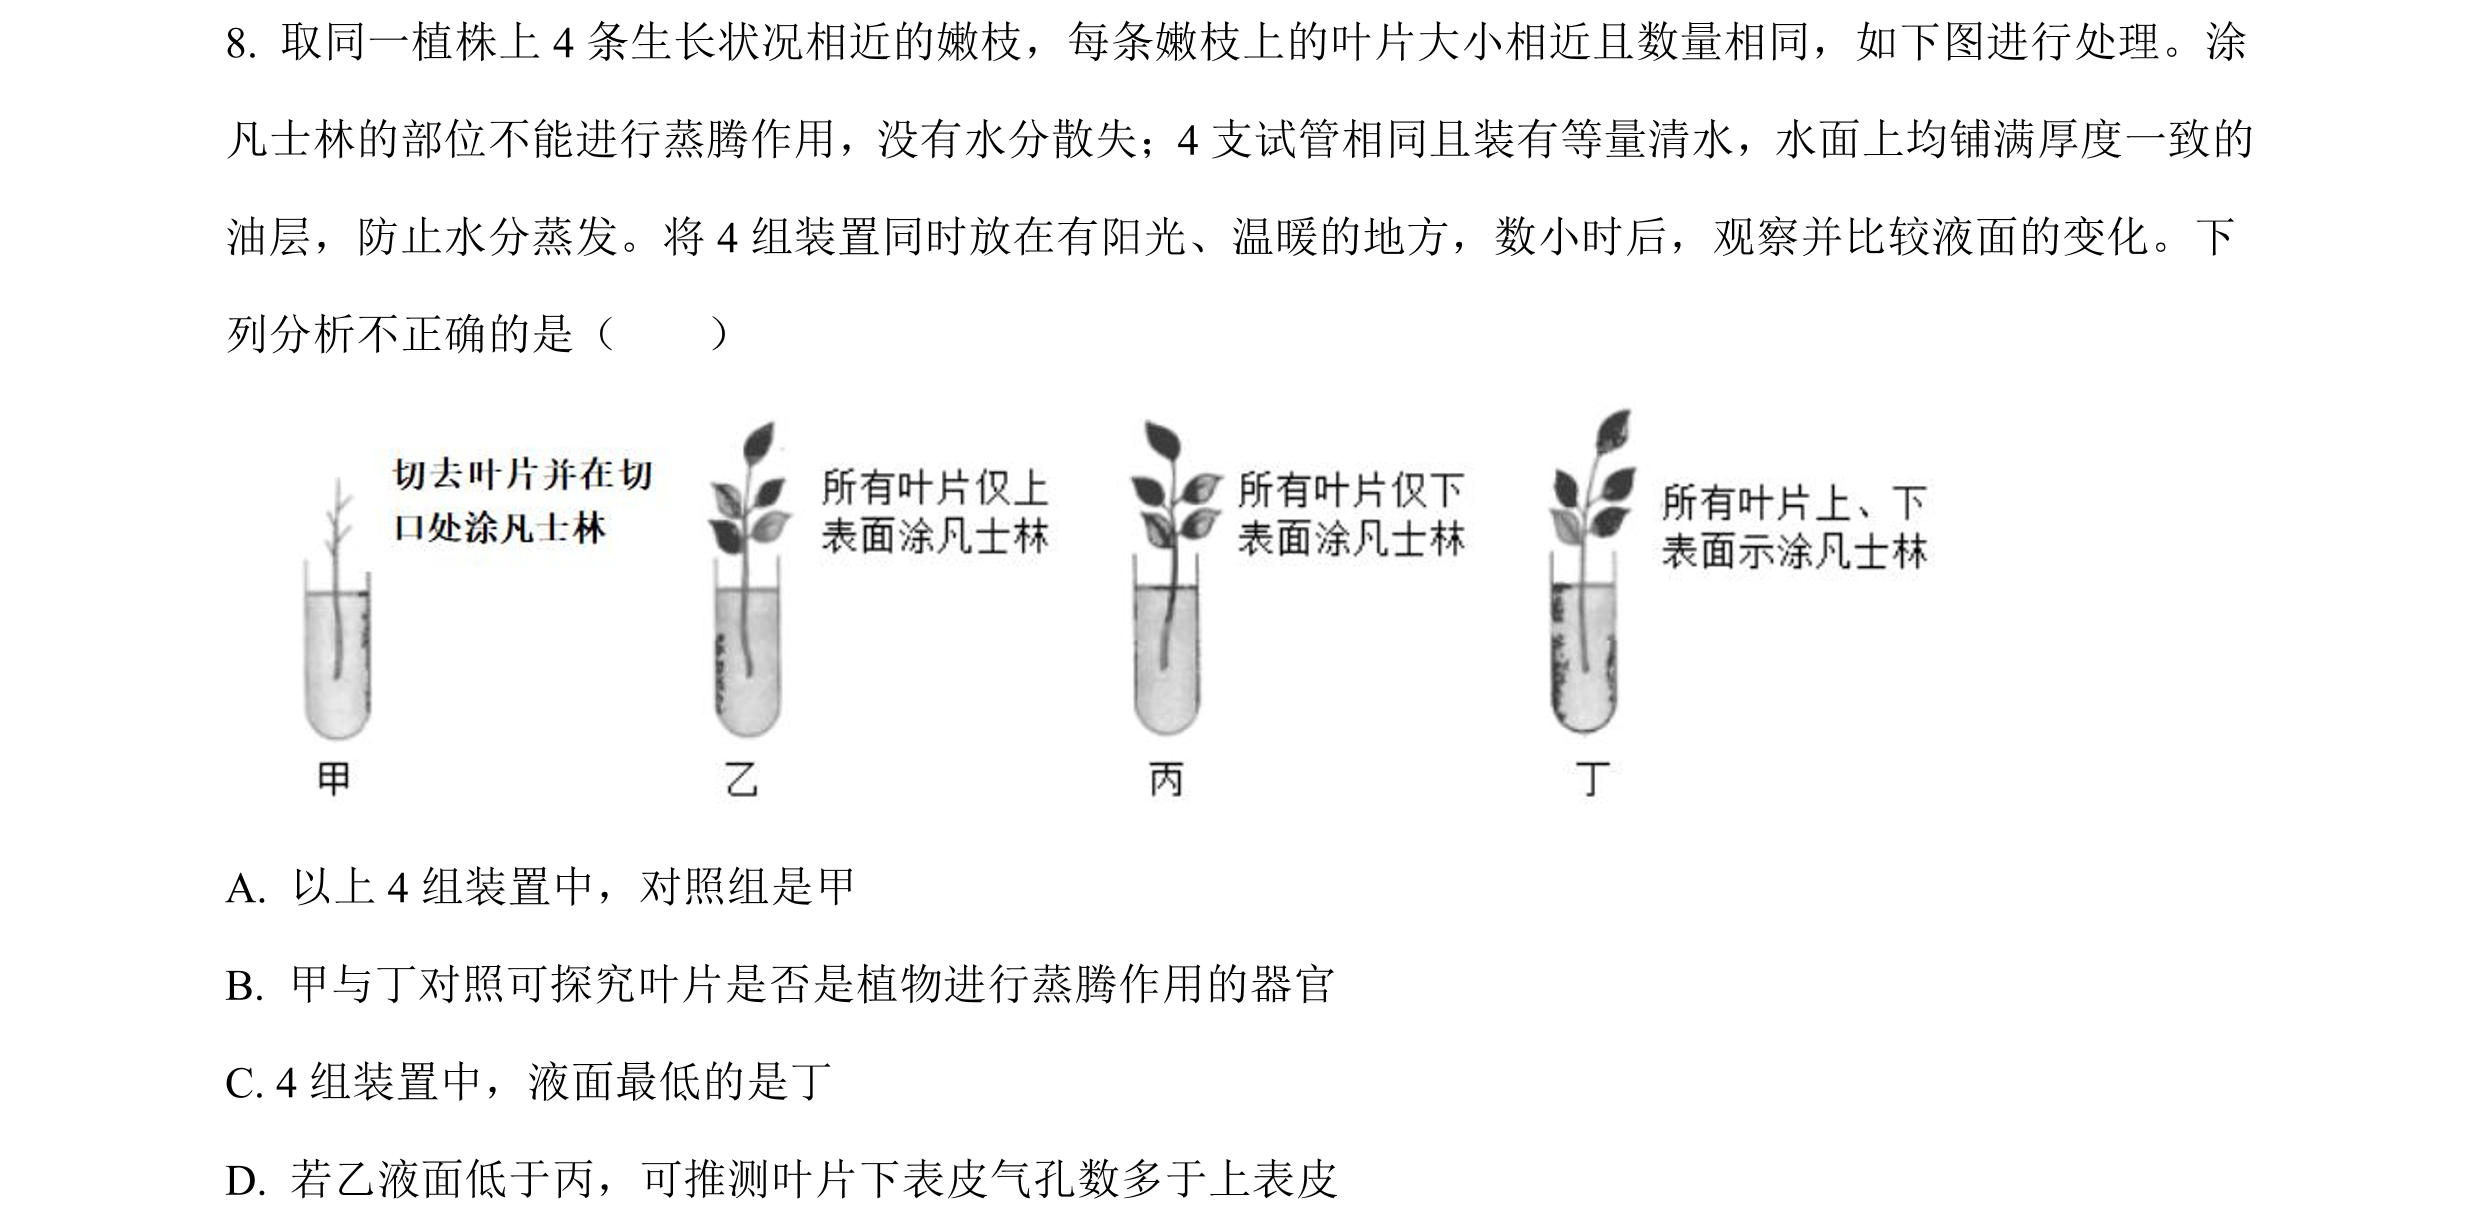 8. 取同一植株上 4 条生长状况相近的嫩枝，每条嫩枝上的叶片大小相近且数量相同，如下图进行处理。涂
凡士林的部位不能进行蒸腾作用，没有水分散失；4 支试管相同且装有等量清水，水面上均铺满厚度一致的
油层，防止水分蒸发。将 4 组装置同时放在有阳光、温暖的地方，数小时后，观察并比较液面的变化。下
列分析不正确的是（　　）
切去叶片并在切
口处涂凡士林
甲
所有叶片仅上
表面涂凡士林
乙
所有叶片仅下
表面涂凡士林
丙
所有叶片上、下
表面示涂凡士林
丁
A. 以上 4 组装置中，对照组是甲
B. 甲与丁对照可探究叶片是否是植物进行蒸腾作用的器官
C. 4 组装置中，液面最低的是丁
D. 若乙液面低于丙，可推测叶片下表皮气孔数多于上表皮